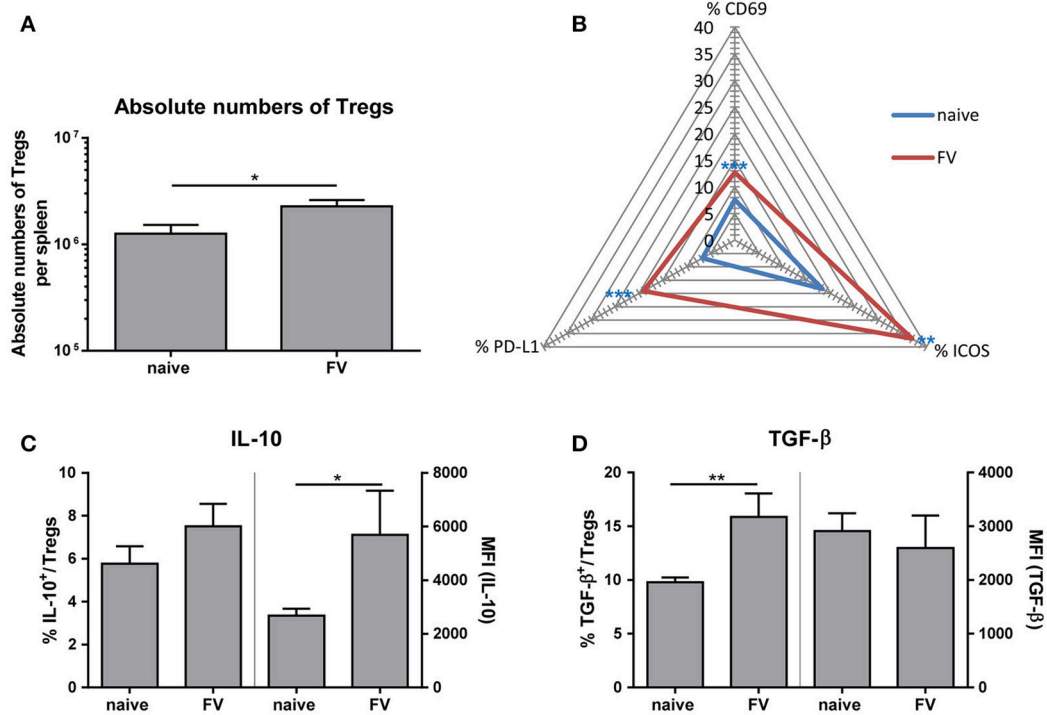 A
Absolute numbers of Tregs
Absolute numbers of Tregs
per spleen
10⁷
10⁶
10⁵
*
naive FV
B
% CD69
40
35
30
25
20
15
10
5
0
***
***
**
% PD-L1
% ICOS
naive
FV
C
IL-10
% IL-10⁺/Tregs
10
8
6
4
2
0
*
8000
6000
4000
2000
0
MFI (IL-10)
naive FV naive FV
D
TGF-β
% TGF-β⁺/Tregs
20
15
10
5
0
**
4000
3000
2000
1000
0
MFI (TGF-β)
naive FV naive FV